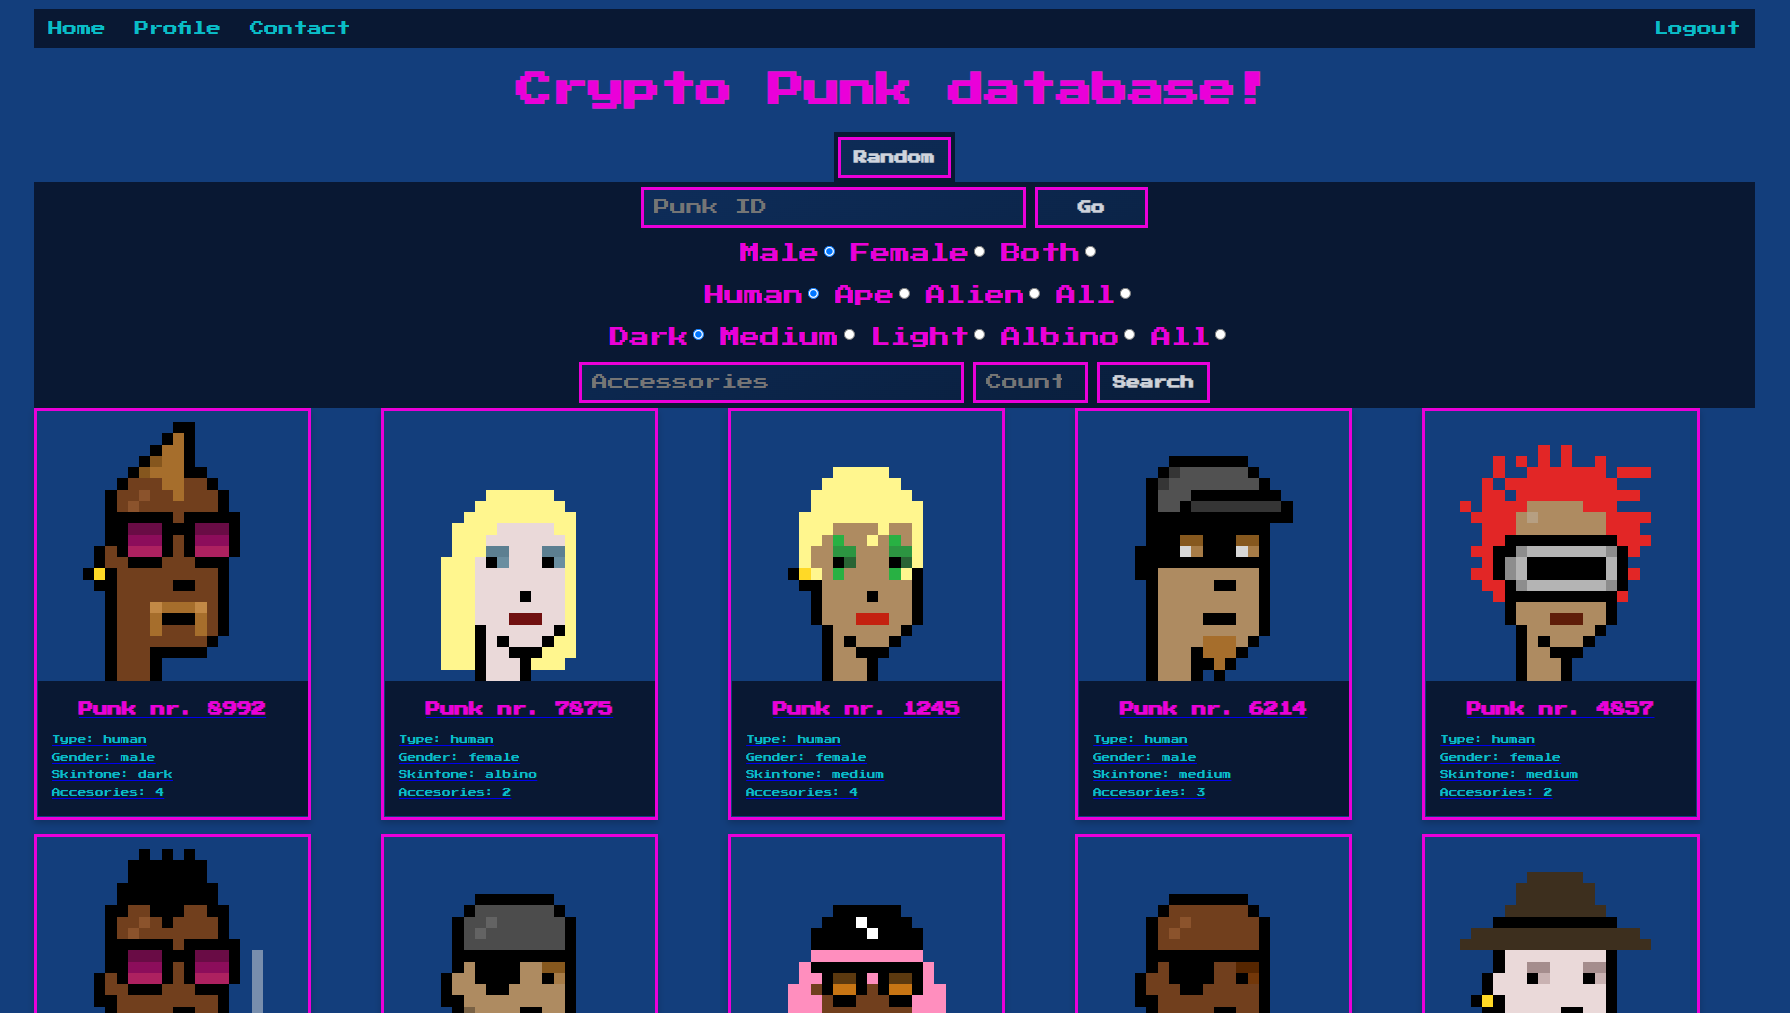 Home Profile Contact Logout
Crypto Punk database!
Random
Punk ID Go
Male Female Both
Human Ape Alien All
Dark Medium Light Albino All
Accessories Count Search
Punk nr. 8992
Type: human
Gender: male
Skintone: dark
Accesories: 4
Punk nr. 7875
Type: human
Gender: female
Skintone: albino
Accesories: 2
Punk nr. 1245
Type: human
Gender: female
Skintone: medium
Accesories: 4
Punk nr. 6214
Type: human
Gender: male
Skintone: medium
Accesories: 3
Punk nr. 4857
Type: human
Gender: female
Skintone: medium
Accesories: 2